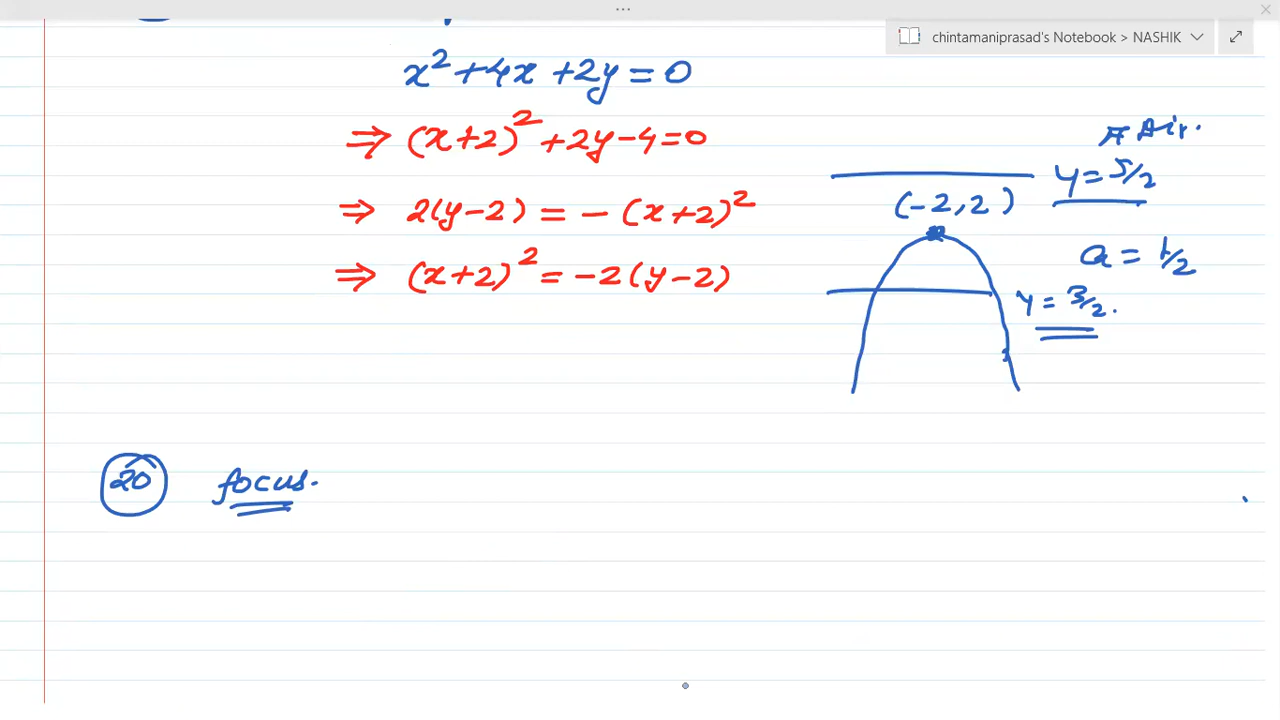 chintamaniprasad's Notebook > NASHIK
x² + 4x + 2y = 0
⇒ (x+2)² + 2y - 4 = 0
⇒ 2(y-2) = - (x+2)²
⇒ (x+2)² = -2(y-2)
Dir.
y = 5/2
(-2, 2)
a = 1/2
y = 3/2.
20 focus.